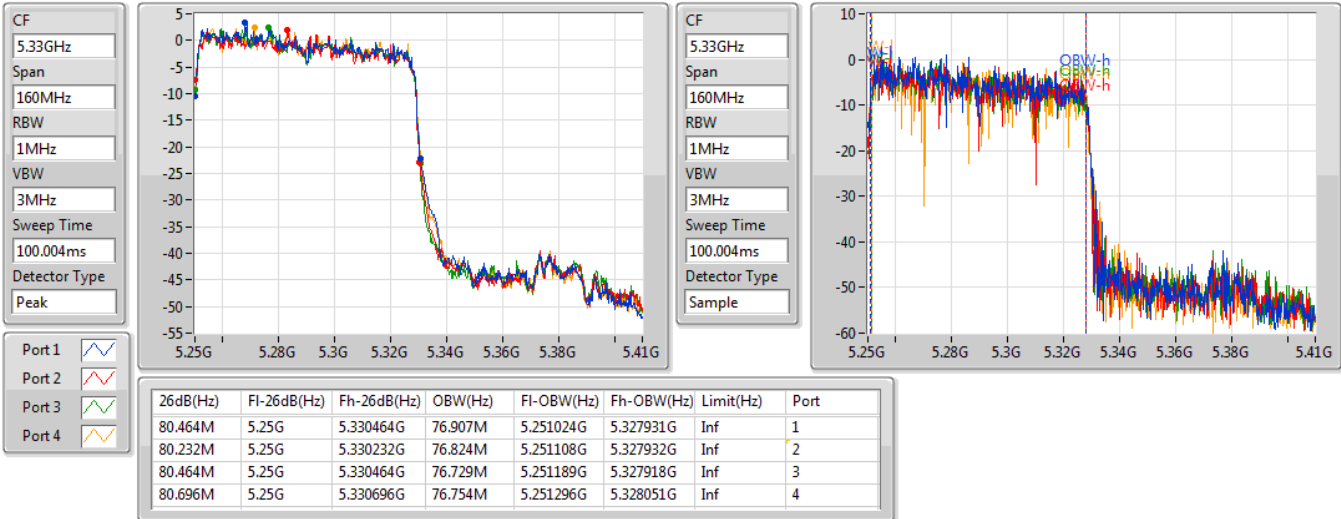 CF
5.33GHz
Span
160MHz
RBW
1MHz
VBW
3MHz
Sweep Time
100.004ms
Detector Type
Peak
5
0
-5
-10
-15
-20
-25
-30
-35
-40
-45
-50
-55
5.25G 5.28G 5.3G 5.32G 5.34G 5.36G 5.38G 5.41G
CF
5.33GHz
Span
160MHz
RBW
1MHz
VBW
3MHz
Sweep Time
100.004ms
Detector Type
Sample
10
0
-10
-20
-30
-40
-50
-60
OBW-h
OBW-h
5.25G 5.28G 5.3G 5.32G 5.34G 5.36G 5.38G 5.41G
Port 1
Port 2
Port 3
Port 4
26dB(Hz) Fl-26dB(Hz) Fh-26dB(Hz) OBW(Hz) Fl-OBW(Hz) Fh-OBW(Hz) Limit(Hz) Port
80.464M 5.25G 5.330464G 76.907M 5.251024G 5.327931G Inf 1
80.232M 5.25G 5.330232G 76.824M 5.251108G 5.327932G Inf 2
80.464M 5.25G 5.330464G 76.729M 5.251189G 5.327918G Inf 3
80.696M 5.25G 5.330696G 76.754M 5.251296G 5.328051G Inf 4